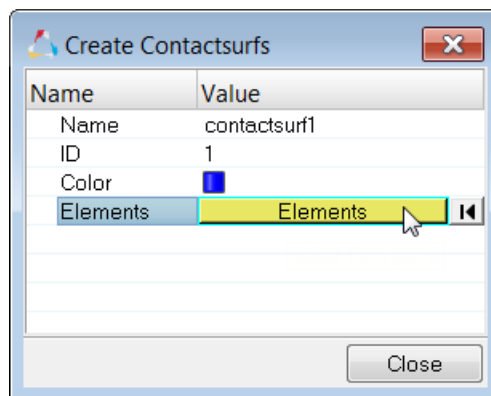 Create Contactsurfs
Name Value
Name contactsurf1
ID 1
Color
Elements Elements
Close